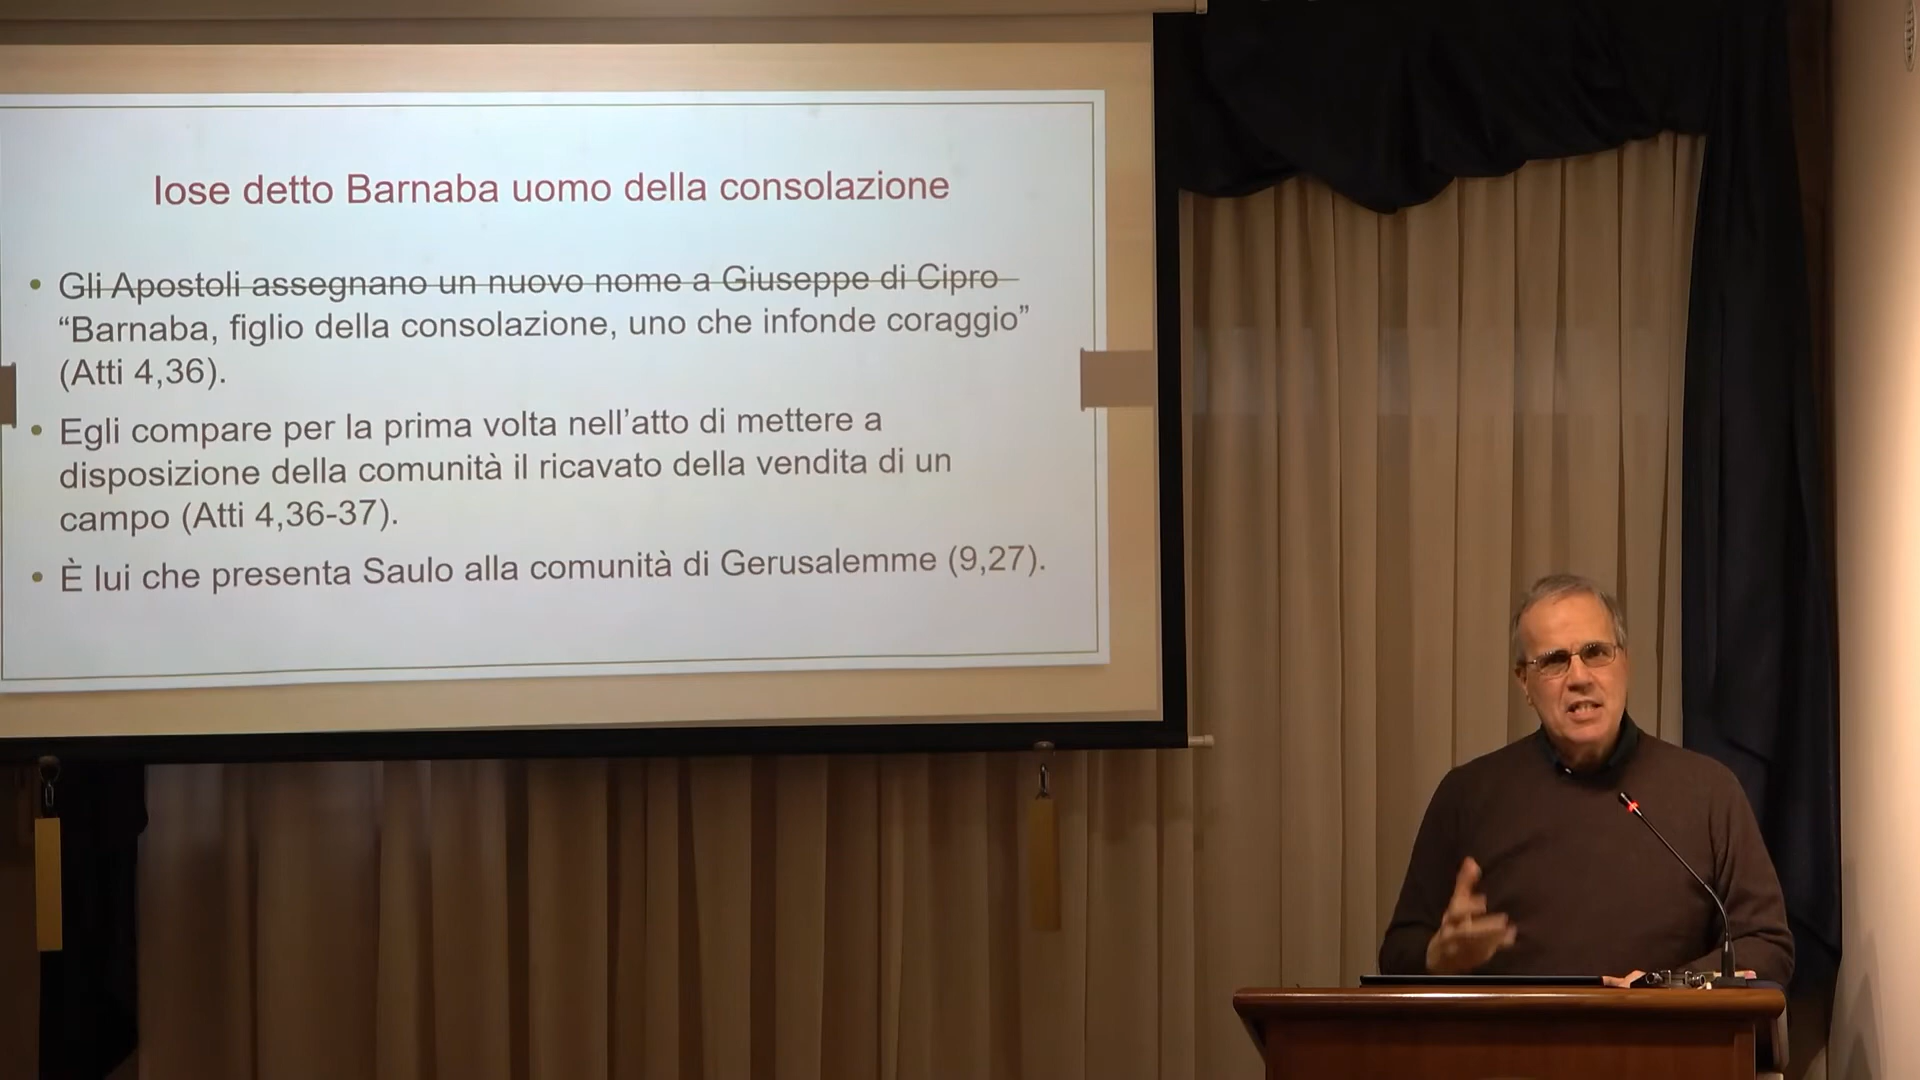 Iose detto Barnaba uomo della consolazione
• Gli Apostoli assegnano un nuovo nome a Giuseppe di Cipro
“Barnaba, figlio della consolazione, uno che infonde coraggio”
(Atti 4,36).
• Egli compare per la prima volta nell’atto di mettere a
disposizione della comunità il ricavato della vendita di un
campo (Atti 4,36-37).
• È lui che presenta Saulo alla comunità di Gerusalemme (9,27).